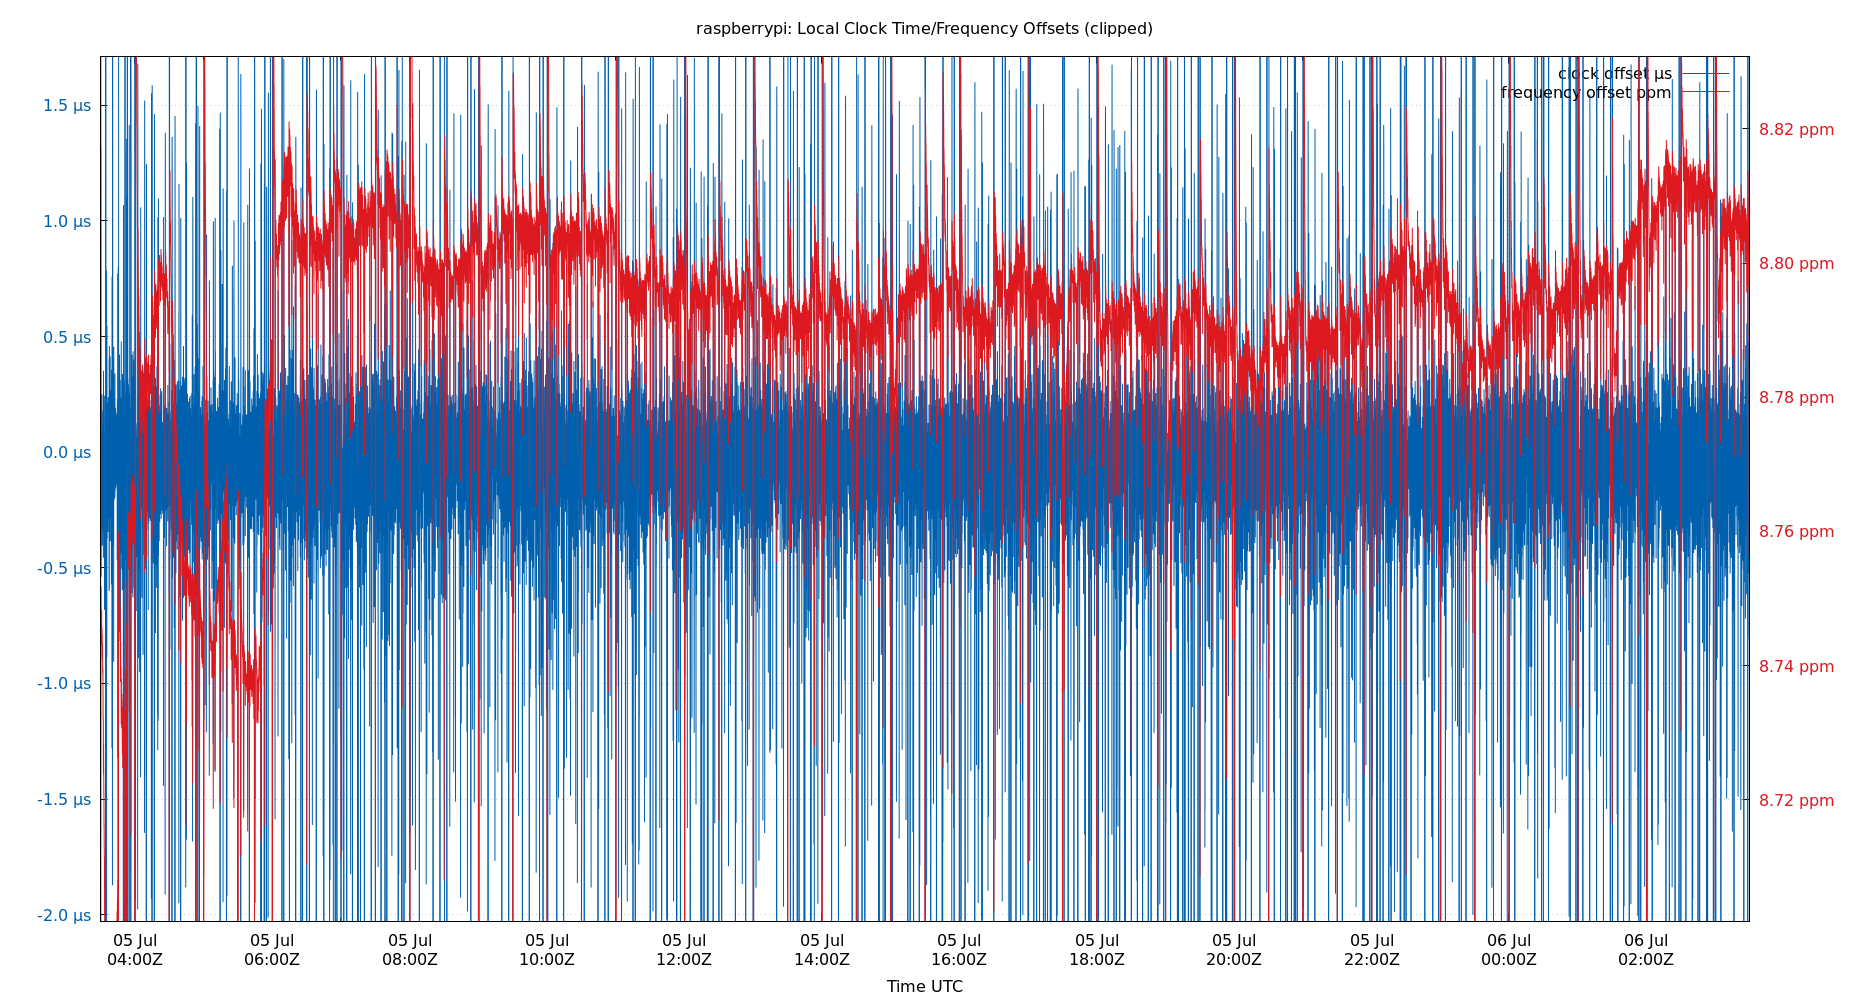 raspberrypi: Local Clock Time/Frequency Offsets (clipped)
clock offset µs
frequency offset ppm
1.5 µs
1.0 µs
0.5 µs
0.0 µs
-0.5 µs
-1.0 µs
-1.5 µs
-2.0 µs
8.82 ppm
8.80 ppm
8.78 ppm
8.76 ppm
8.74 ppm
8.72 ppm
05 Jul 05 Jul 05 Jul 05 Jul 05 Jul 05 Jul 05 Jul 05 Jul 05 Jul 05 Jul 06 Jul 06 Jul
04:00Z 06:00Z 08:00Z 10:00Z 12:00Z 14:00Z 16:00Z 18:00Z 20:00Z 22:00Z 00:00Z 02:00Z
Time UTC